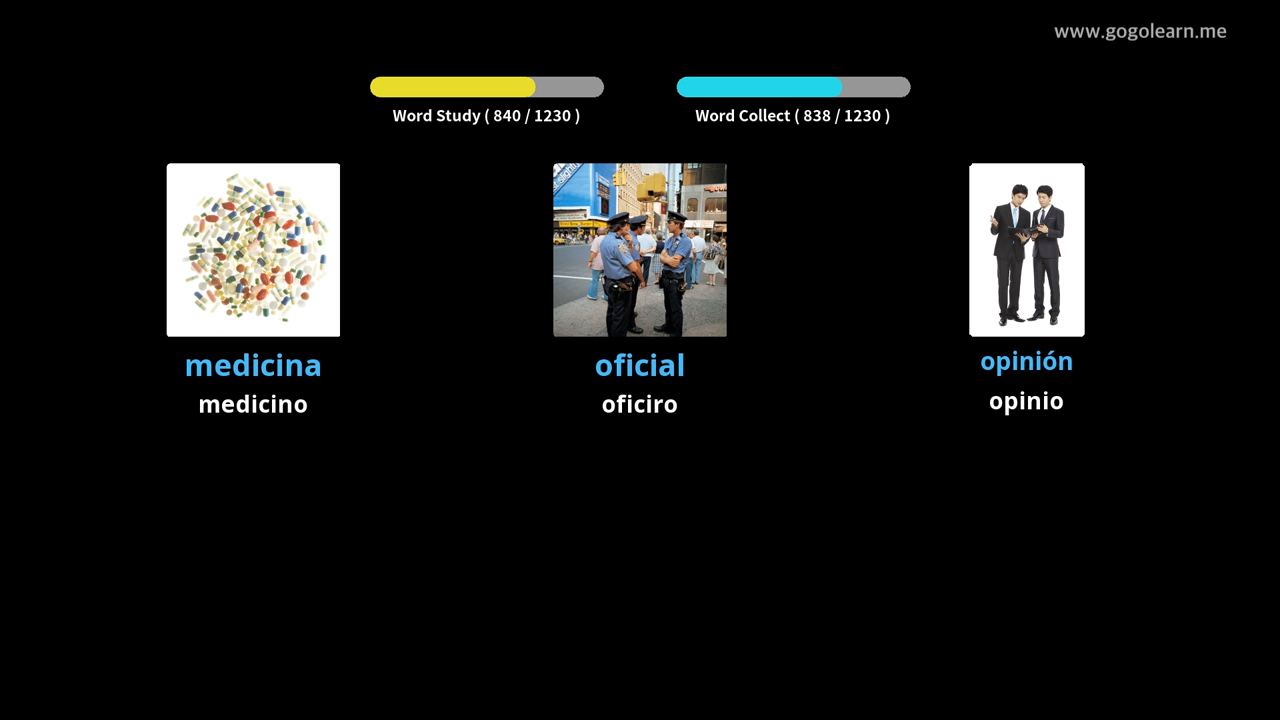 www.gogolearn.me
Word Study ( 840 / 1230 )
Word Collect ( 838 / 1230 )
medicina
medicino
oficial
oficiro
opinión
opinio